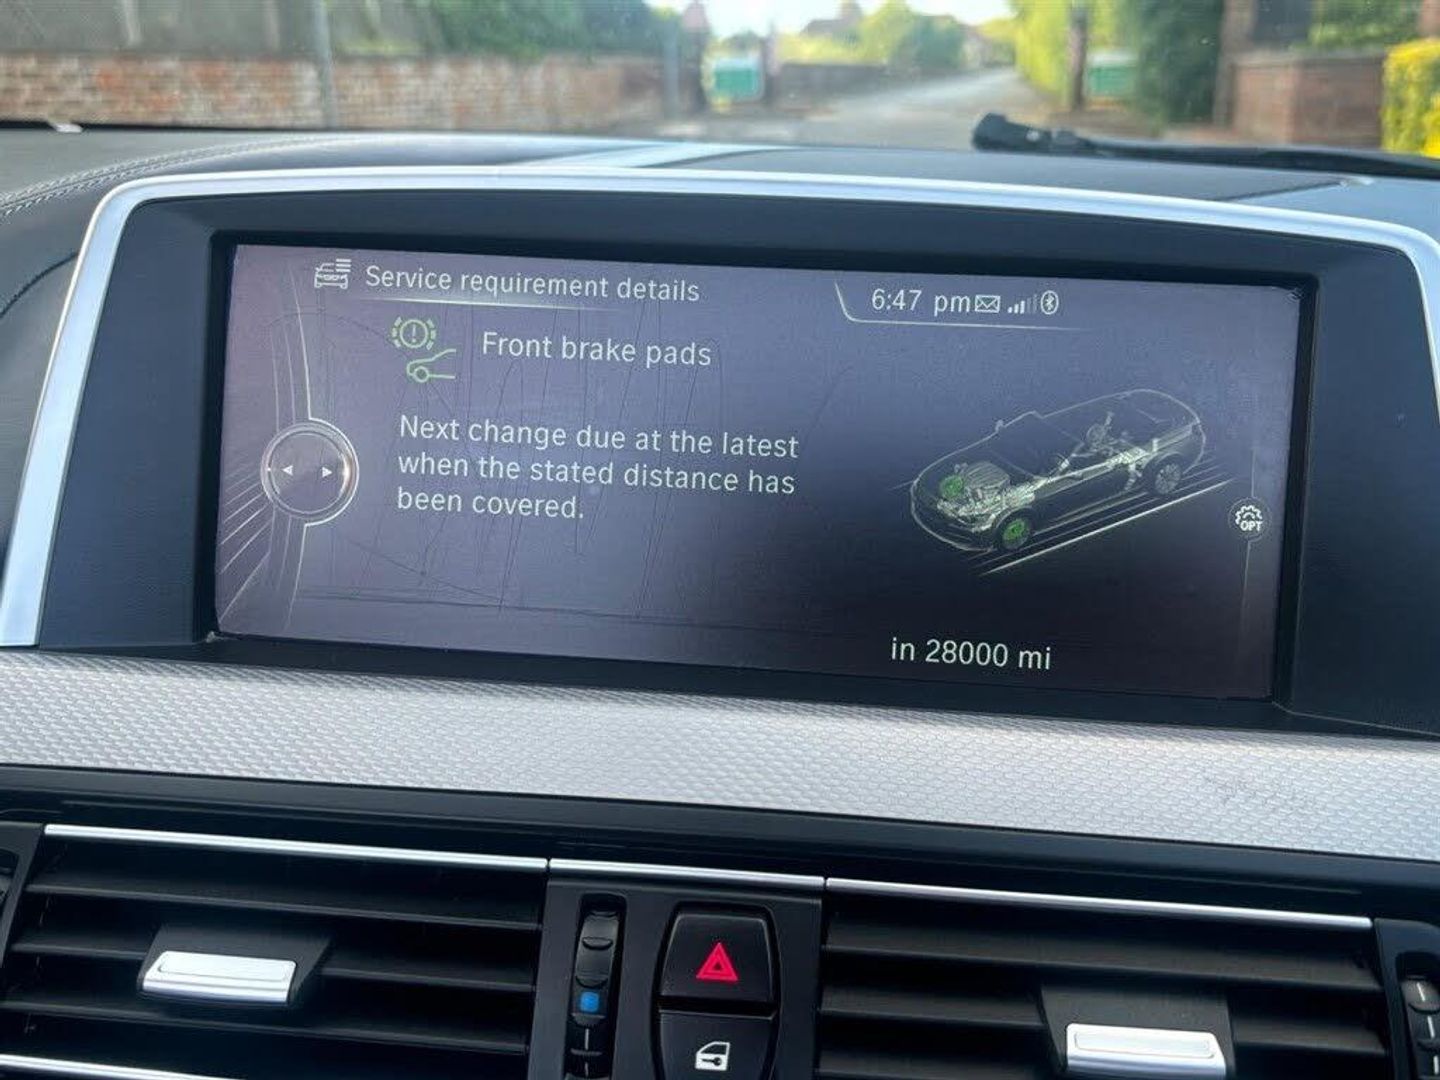 Service requirement details
6:47 pm
Front brake pads
Next change due at the latest
when the stated distance has
been covered.
OPT
in 28000 mi